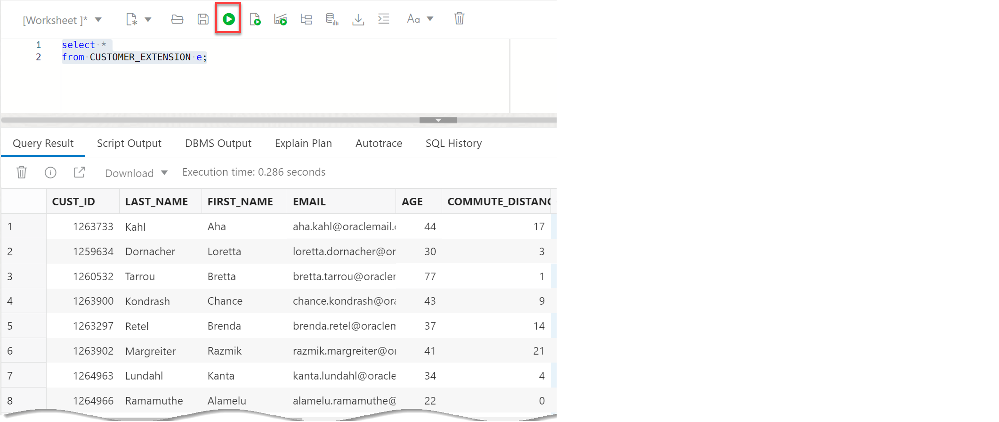 [Worksheet ]* Aa
1 select *
2 from CUSTOMER_EXTENSION e;
Query Result Script Output DBMS Output Explain Plan Autotrace SQL History
Download Execution time: 0.286 seconds
CUST_ID LAST_NAME FIRST_NAME EMAIL AGE COMMUTE_DISTANC
1 1263733 Kahl Aha aha.kahl@oraclemail. 44 17
2 1259634 Dornacher Loretta loretta.dornacher@or 30 3
3 1260532 Tarrou Bretta bretta.tarrou@oracler 77 1
4 1263900 Kondrash Chance chance.kondrash@ora 43 9
5 1263297 Retel Brenda brenda.retel@oraclem 37 14
6 1263902 Margreiter Razmik razmik.margreiter@or 41 21
7 1264963 Lundahl Kanta kanta.lundahl@oracle 34 4
8 1264966 Ramamuthe Alamelu alamelu.ramamuthe@ 22 0